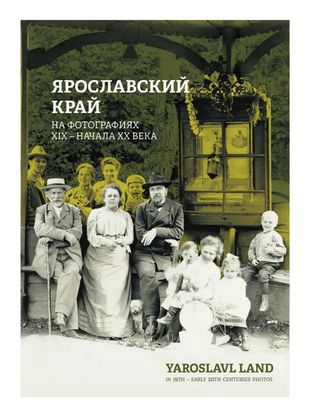 ЯРОСЛАВСКИЙ
КРАЙ
НА ФОТОГРАФИЯХ
XIX – НАЧАЛА XX ВЕКА
YAROSLAVL LAND
IN 19TH – EARLY 20TH CENTURIES PHOTOS